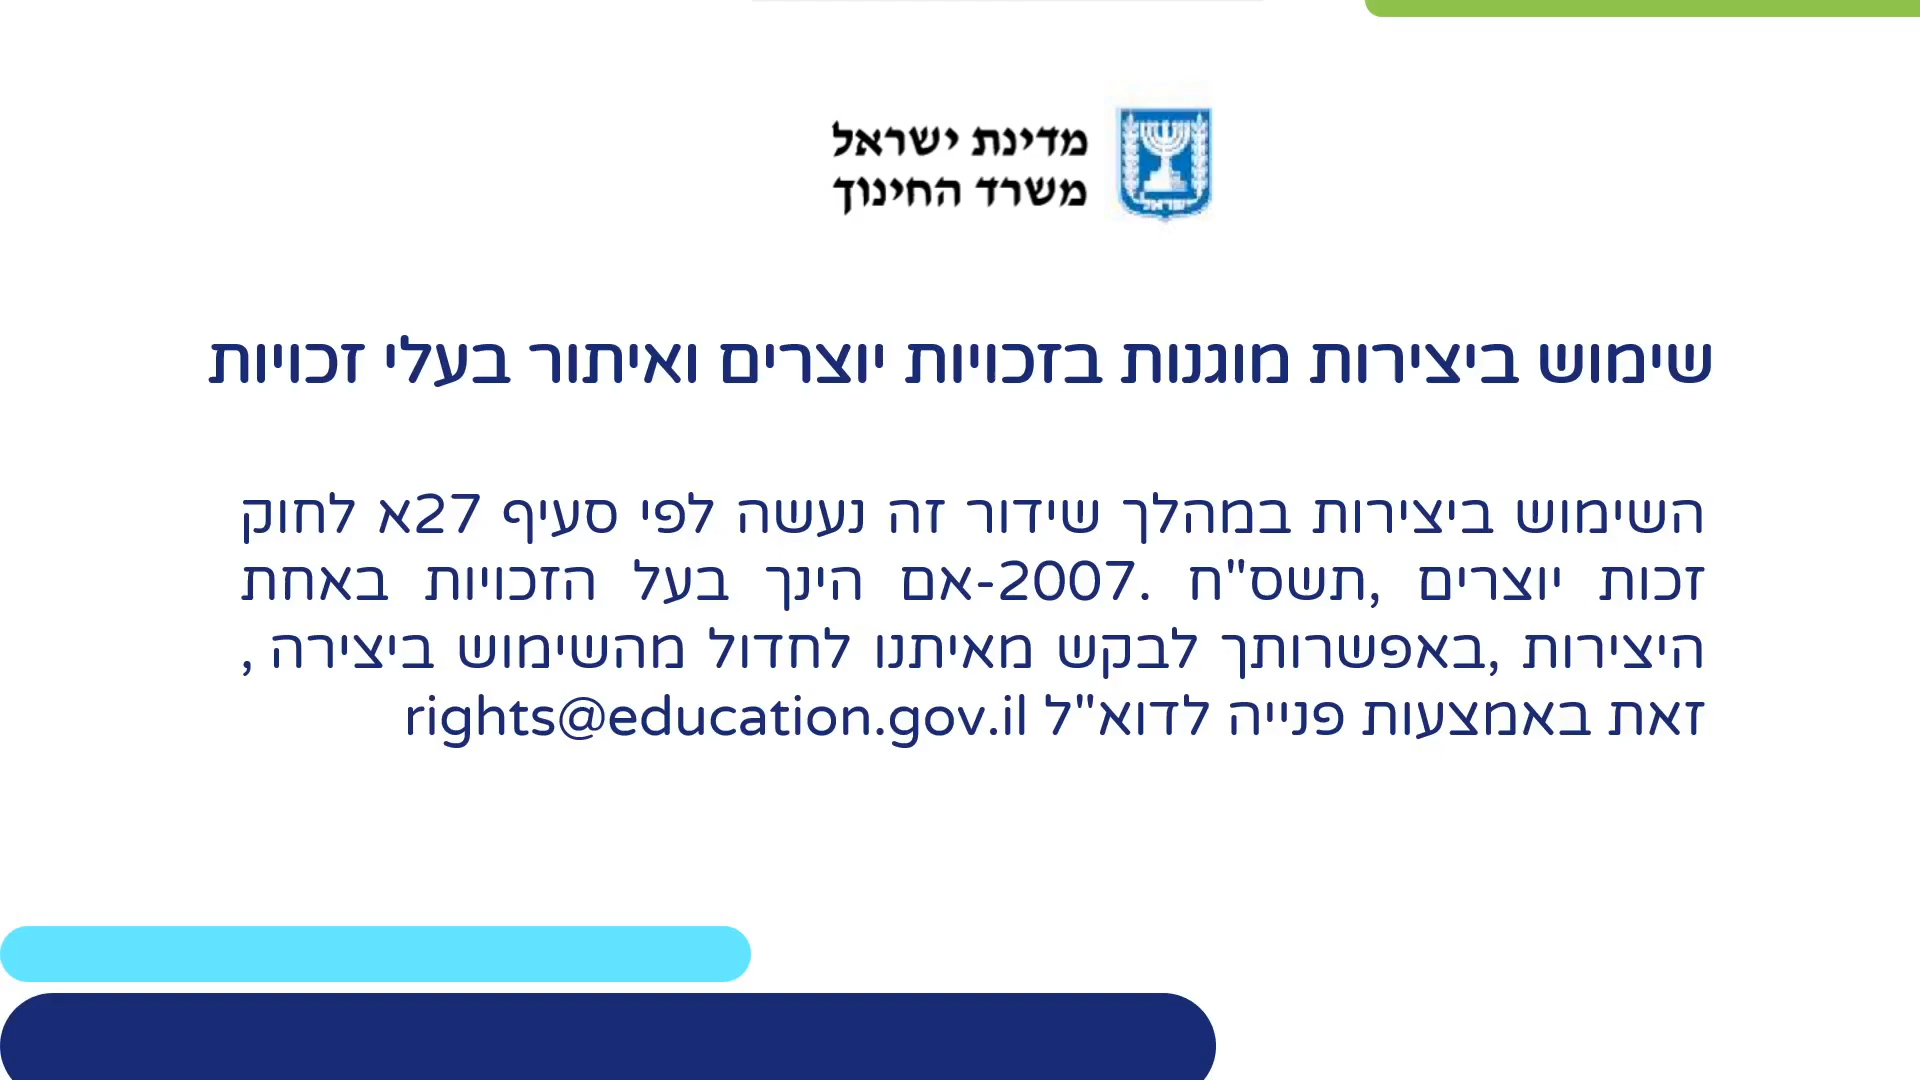 מדינת ישראל
משרד החינוך
ישראל
שימוש ביצירות מוגנות בזכויות יוצרים ואיתור בעלי זכויות
השימוש ביצירות במהלך שידור זה נעשה לפי סעיף 27א לחוק
זכות יוצרים ,תשס"ח .2007-אם הינך בעל הזכויות באחת
היצירות ,באפשרותך לבקש מאיתנו לחדול מהשימוש ביצירה ,
זאת באמצעות פנייה לדוא"ל rights@education.gov.il